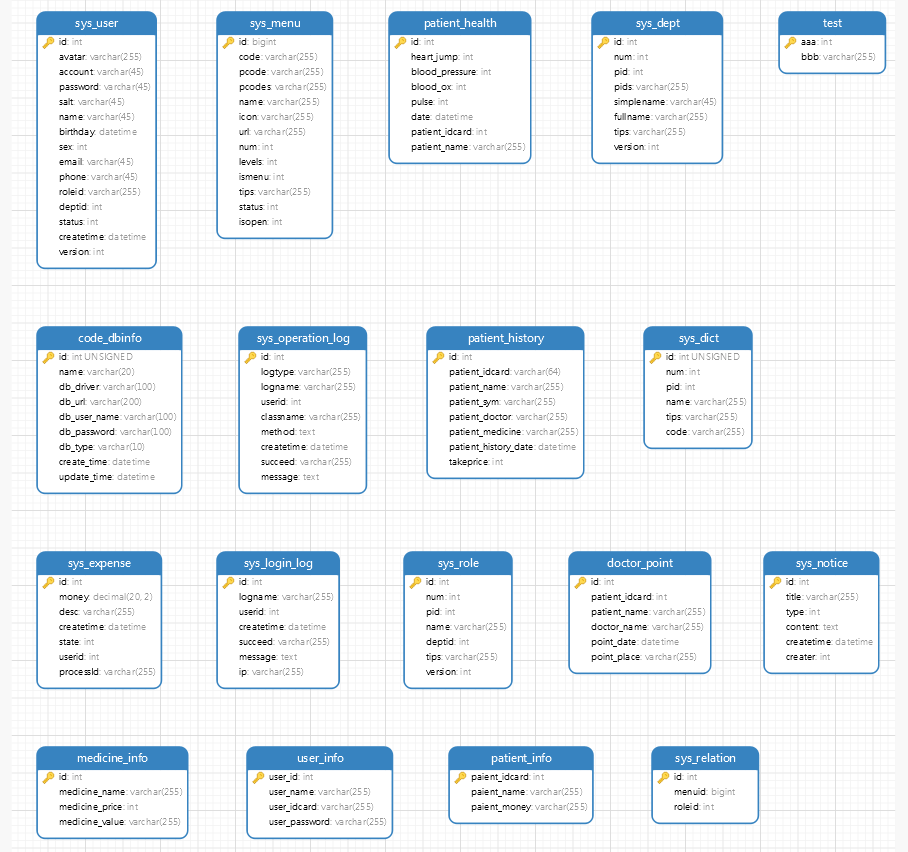 sys_user
id: int
avatar: varchar(255)
account: varchar(45)
password: varchar(45)
salt: varchar(45)
name: varchar(45)
birthday: datetime
sex: int
email: varchar(45)
phone: varchar(45)
roleid: varchar(255)
deptid: int
status: int
createtime: datetime
version: int
sys_menu
id: bigint
code: varchar(255)
pcode: varchar(255)
pcodes: varchar(255)
name: varchar(255)
icon: varchar(255)
url: varchar(255)
num: int
levels: int
ismenu: int
tips: varchar(255)
status: int
isopen: int
patient_health
id: int
heart_jump: int
blood_pressure: int
blood_ox: int
pulse: int
date: datetime
patient_idcard: int
patient_name: varchar(255)
sys_dept
id: int
num: int
pid: int
pids: varchar(255)
simplename: varchar(45)
fullname: varchar(255)
tips: varchar(255)
version: int
test
aaa: int
bbb: varchar(255)
code_dbinfo
id: int UNSIGNED
name: varchar(20)
db_driver: varchar(100)
db_url: varchar(200)
db_user_name: varchar(100)
db_password: varchar(100)
db_type: varchar(10)
create_time: datetime
update_time: datetime
sys_operation_log
id: int
logtype: varchar(255)
logname: varchar(255)
userid: int
classname: varchar(255)
method: text
createtime: datetime
succeed: varchar(255)
message: text
patient_history
id: int
patient_idcard: varchar(64)
patient_name: varchar(255)
patient_sym: varchar(255)
patient_doctor: varchar(255)
patient_medicine: varchar(255)
patient_history_date: datetime
takeprice: int
sys_dict
id: int UNSIGNED
num: int
pid: int
name: varchar(255)
tips: varchar(255)
code: varchar(255)
sys_expense
id: int
money: decimal(20, 2)
desc: varchar(255)
createtime: datetime
state: int
userid: int
processId: varchar(255)
sys_login_log
id: int
logname: varchar(255)
userid: int
createtime: datetime
succeed: varchar(255)
message: text
ip: varchar(255)
sys_role
id: int
num: int
pid: int
name: varchar(255)
deptid: int
tips: varchar(255)
version: int
doctor_point
id: int
patient_idcard: int
patient_name: varchar(255)
doctor_name: varchar(255)
point_date: datetime
point_place: varchar(255)
sys_notice
id: int
title: varchar(255)
type: int
content: text
createtime: datetime
creater: int
medicine_info
id: int
medicine_name: varchar(255)
medicine_price: int
medicine_value: varchar(255)
user_info
user_id: int
user_name: varchar(255)
user_idcard: varchar(255)
user_password: varchar(255)
patient_info
paient_idcard: int
paient_name: varchar(255)
paient_money: varchar(255)
sys_relation
id: int
menuid: bigint
roleid: int